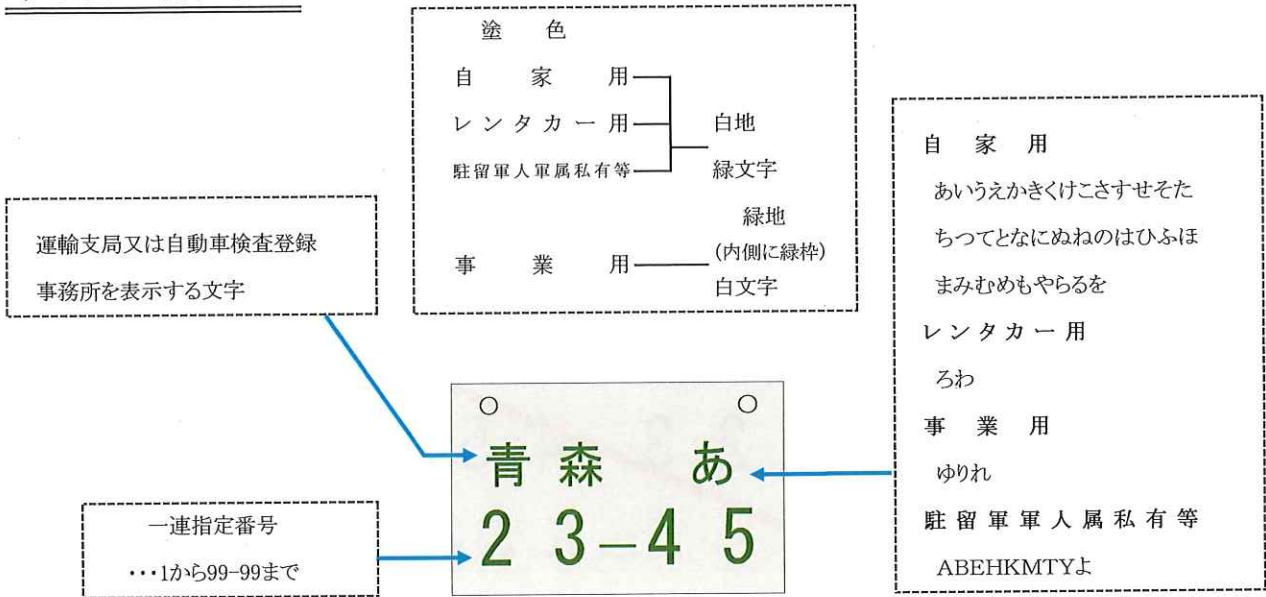 塗 色
自 家 用
レンタカー用
駐留軍人軍属私有等
白地
緑文字
事 業 用
緑地
(内側に緑枠)
白文字
運輸支局又は自動車検査登録
事務所を表示する文字
一連指定番号
・・・1から99-99まで
青森 あ
23-45
自 家 用
あいうえかきくけこさすせそた
ちつてとなにぬねのはひふほ
まみむめもやらるを
レンタカー用
ろわ
事 業 用
ゆりれ
駐留軍軍人属私有等
ABEHKMTYよ